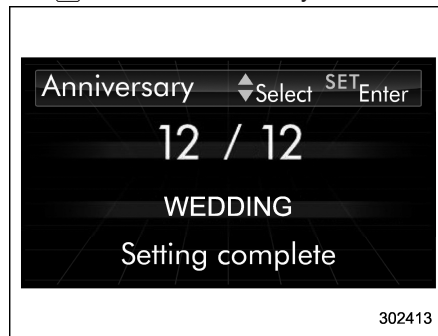 Anniversary Select SET Enter
12 / 12
WEDDING
Setting complete
302413